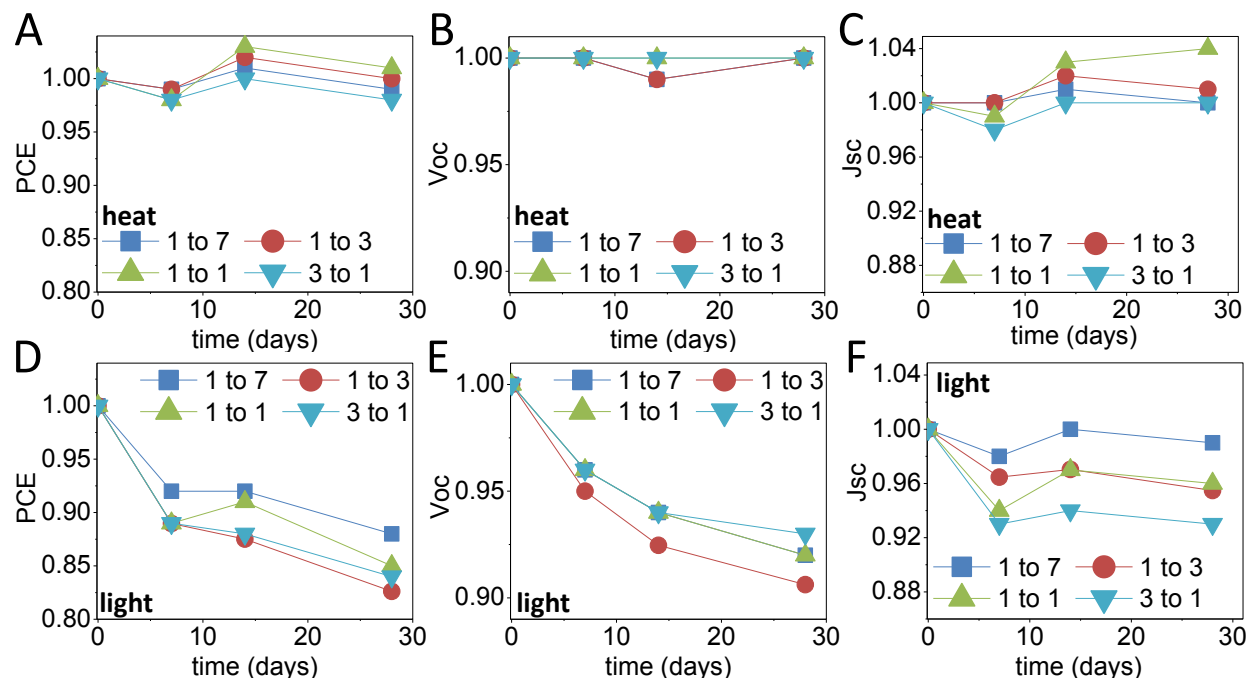 A
PCE
1.00
0.95
0.90
0.85
0.80
heat
1 to 7
1 to 3
1 to 1
3 to 1
0
10
20
30
time (days)
B
Voc
1.00
0.95
0.90
heat
1 to 7
1 to 3
1 to 1
3 to 1
0
10
20
30
time (days)
C
Jsc
1.04
1.00
0.96
0.92
0.88
heat
1 to 7
1 to 3
1 to 1
3 to 1
0
10
20
30
time (days)
D
PCE
1 to 7
1 to 3
1 to 1
3 to 1
1.00
0.95
0.90
0.85
0.80
light
0
10
20
30
time (days)
E
Voc
1 to 7
1 to 3
1 to 1
3 to 1
1.00
0.95
0.90
light
0
10
20
30
time (days)
F
Jsc
1.04
1.00
0.96
0.92
0.88
light
1 to 7
1 to 3
1 to 1
3 to 1
0
10
20
30
time (days)